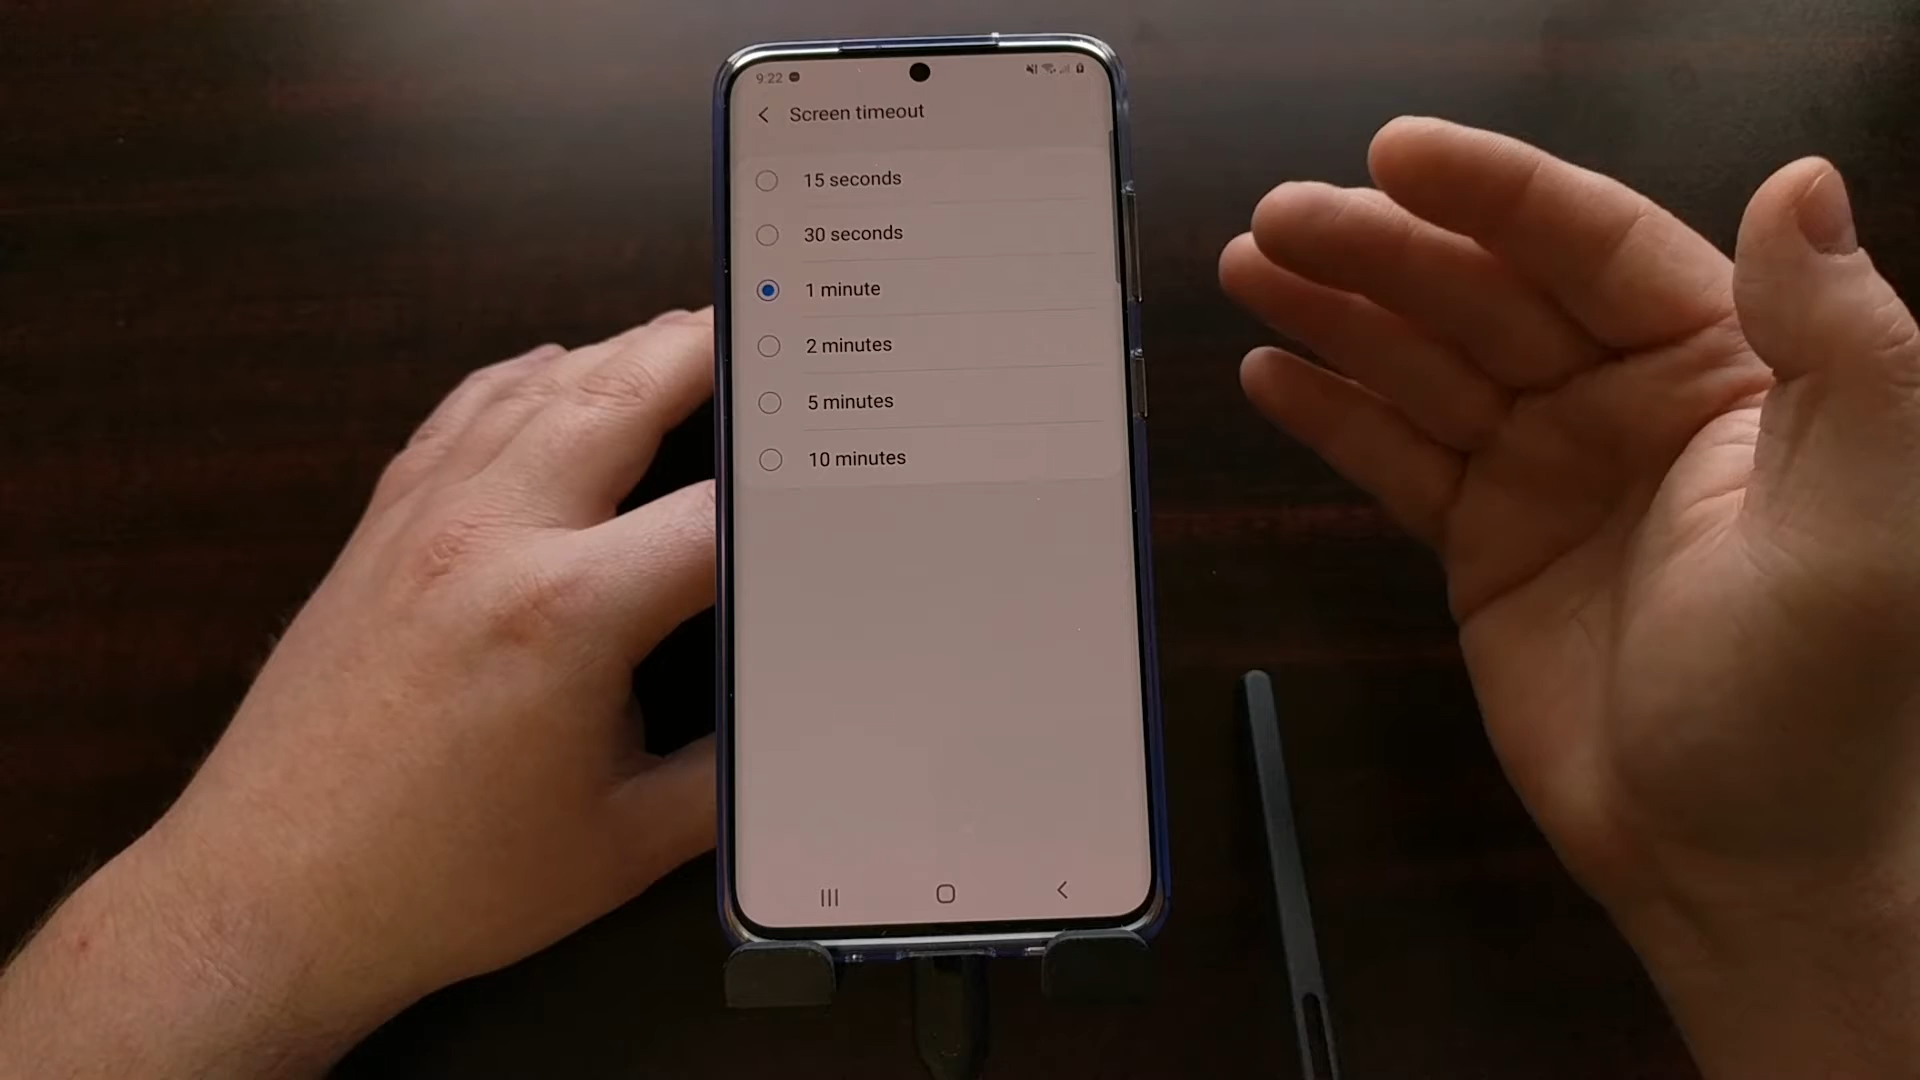 9:22
Screen timeout
15 seconds
30 seconds
1 minute
2 minutes
5 minutes
10 minutes